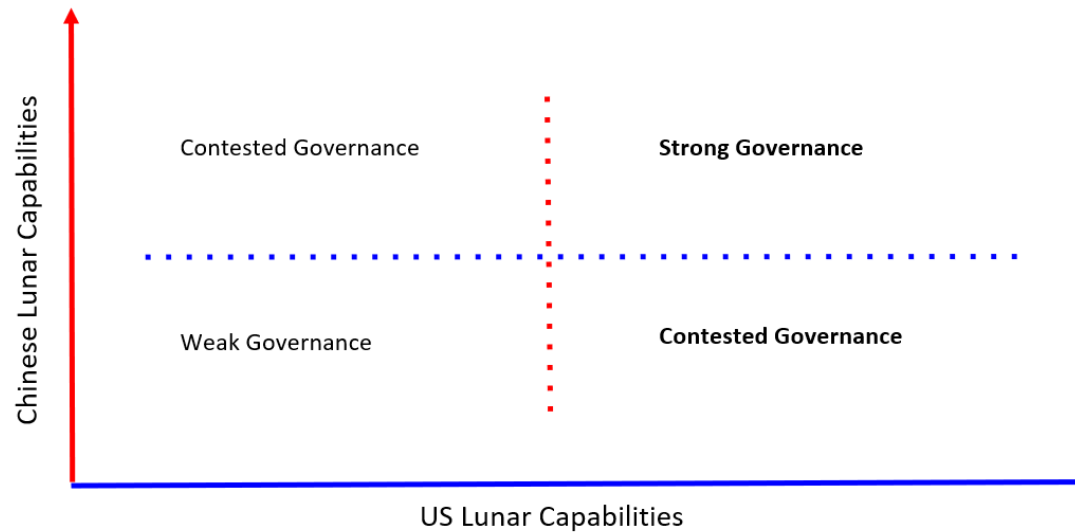 Chinese Lunar Capabilities
Contested Governance
Strong Governance
Weak Governance
Contested Governance
US Lunar Capabilities